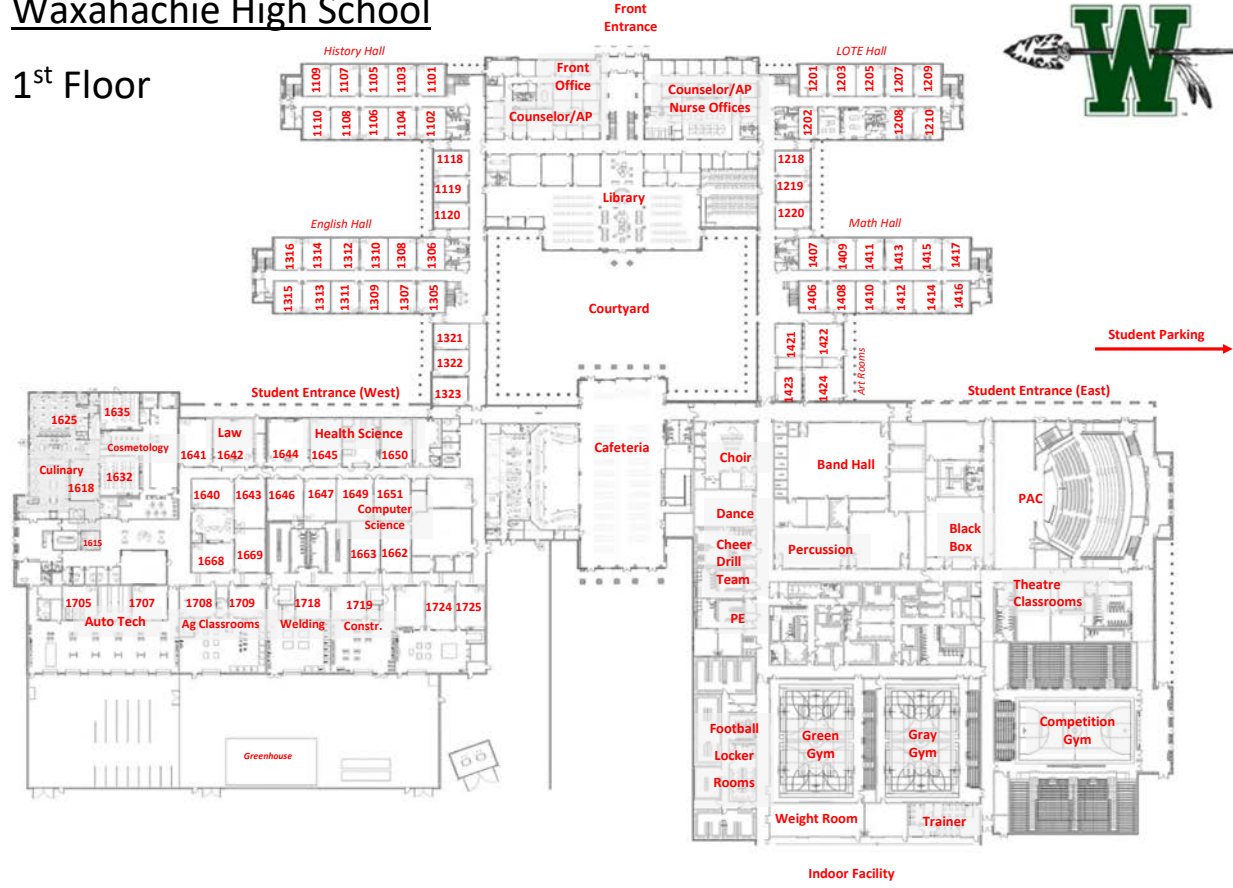 Waxahachie High School
1st Floor
Front
Entrance
History Hall
LOTE Hall
1109 1107 1105 1103 1101
Front
Office
Counselor/AP
Counselor/AP
Nurse Offices
1201 1203 1205 1207 1209
1110 1108 1106 1104 1102
1202 1208 1210
W
1118
1119
1120
Library
1218
1219
1220
English Hall
Math Hall
1316 1314 1312 1310 1308 1306
1407 1409 1411 1413 1415 1417
1315 1313 1311 1309 1307 1305
1406 1408 1410 1412 1414 1416
Courtyard
1321
1322
1323
1421 1422
1423 1424
Art Rooms
Student Parking
Student Entrance (West)
Student Entrance (East)
1625
1635
Cosmetology
Culinary
1618
1632
1615
Law
1641 1642
Health Science
1644 1645 1650
1640 1643 1646 1647 1649 1651
Computer
Science
1668 1669 1663 1662
Cafeteria
Choir
Band Hall
PAC
Dance
Cheer
Drill
Team
PE
Percussion
Black
Box
Theatre
Classrooms
1705 1707
Auto Tech
1708 1709
Ag Classrooms
1718
Welding
1719
Constr.
1724 1725
Greenhouse
Football
Locker
Rooms
Green
Gym
Gray
Gym
Competition
Gym
Weight Room
Trainer
Indoor Facility